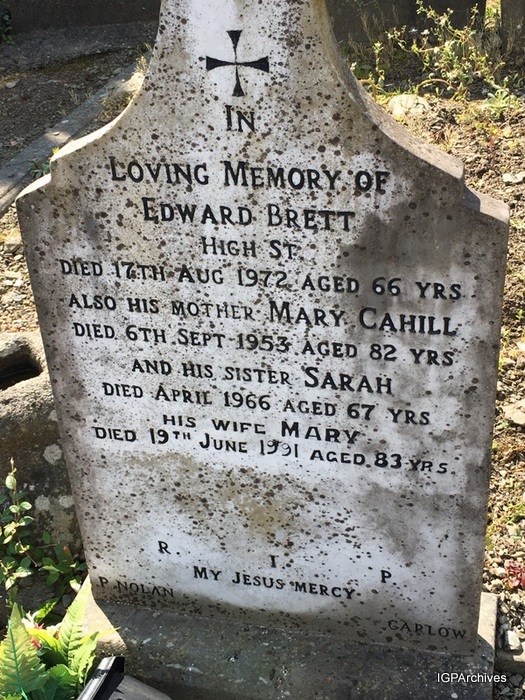 IN
LOVING MEMORY OF
EDWARD BRETT
HIGH ST
DIED 17TH AUG 1972 AGED 66 YRS
ALSO HIS MOTHER MARY CAHILL
DIED 6TH SEPT 1953 AGED 82 YRS
AND HIS SISTER SARAH
DIED APRIL 1966 AGED 67 YRS
HIS WIFE MARY
DIED 19TH JUNE 1991 AGED 83 YRS.
R. I. P.
MY JESUS MERCY
P. NOLAN CARLOW
IGPArchives